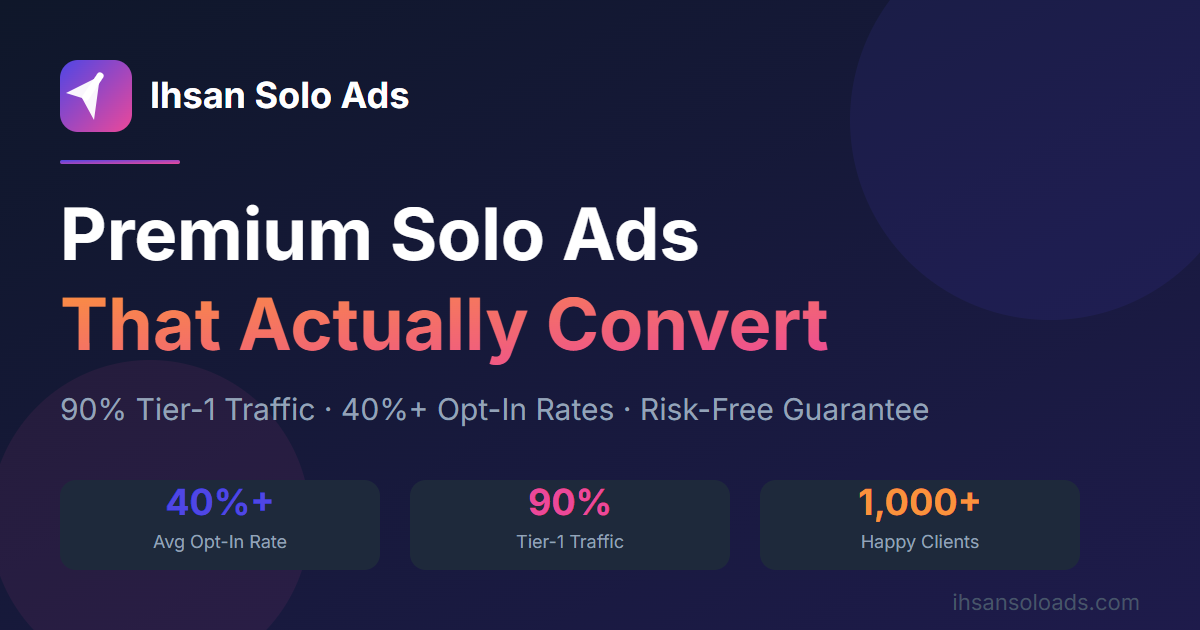 Ihsan Solo Ads
Premium Solo Ads
That Actually Convert
90% Tier-1 Traffic · 40%+ Opt-In Rates · Risk-Free Guarantee
40%+
Avg Opt-In Rate
90%
Tier-1 Traffic
1,000+
Happy Clients
ihsansoloads.com